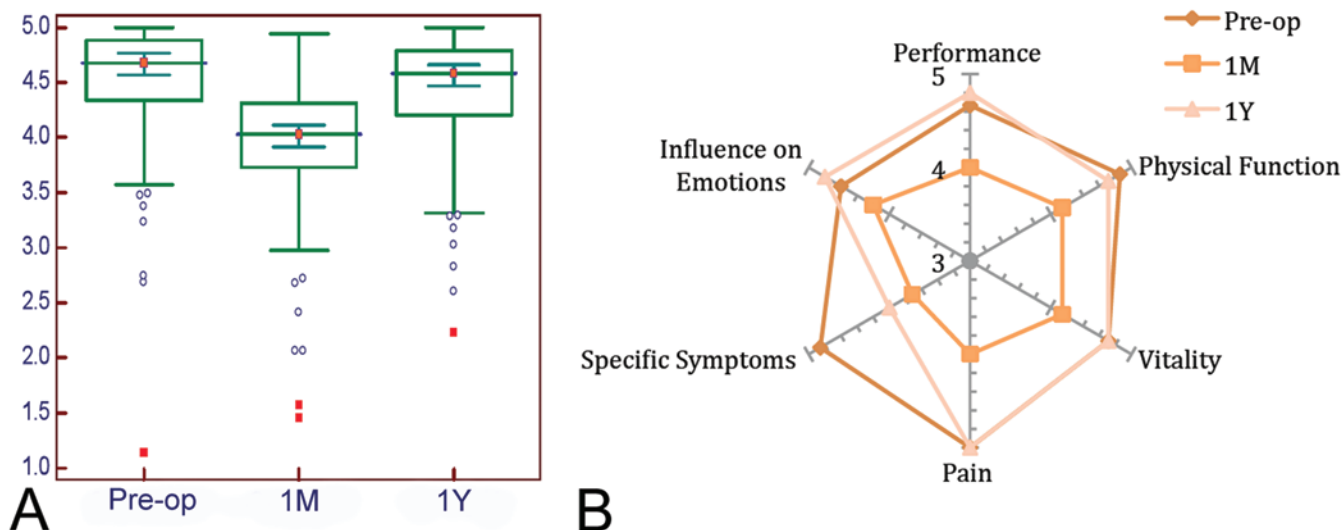 5.0
4.5
4.0
3.5
3.0
2.5
2.0
1.5
1.0
Pre-op 1M 1Y
A
Pre-op
1M
1Y
Performance
5
Influence on
Emotions
Physical Function
4
3
Specific Symptoms
Vitality
Pain
B